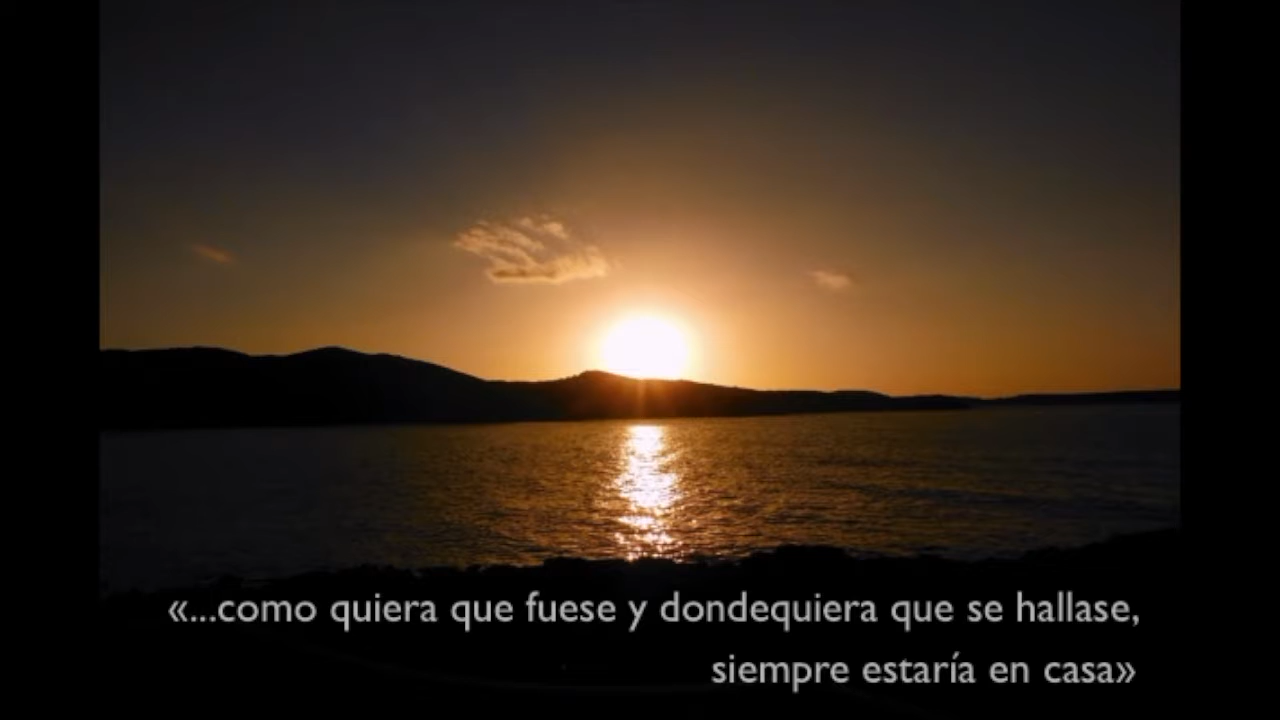 «...como quiera que fuese y dondequiera que se hallase,
siempre estaría en casa»